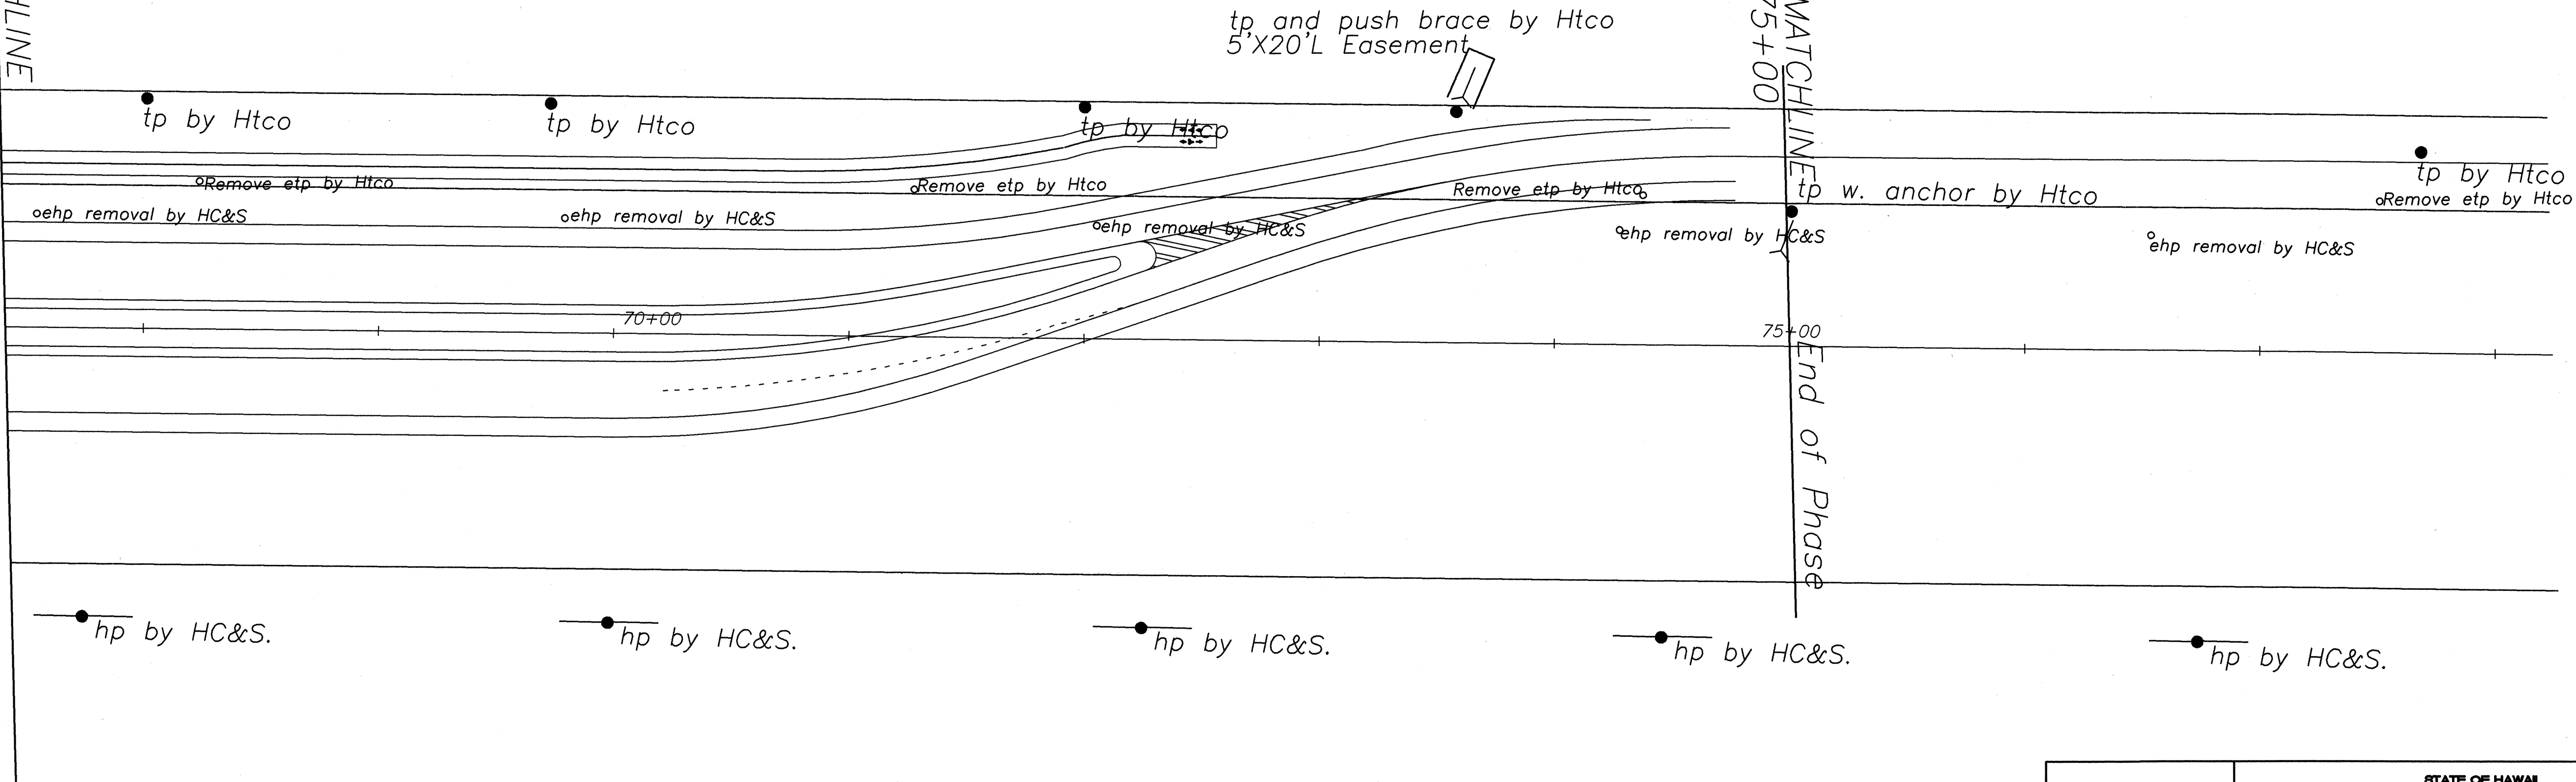 HLINE
tp and push brace by Htco
5'X20'L Easement
75+00
MATCHLINE
tp by Htco
tp by Htco
tp by Htco
tp by Htco
Remove etp by Htco
Remove etp by Htco
Remove etp by Htco
tp w. anchor by Htco
Remove etp by Htco
ehp removal by HC&S
ehp removal by HC&S
ehp removal by HC&S
ehp removal by HC&S
ehp removal by HC&S
70+00
75+00
End of Phase
hp by HC&S.
hp by HC&S.
hp by HC&S.
hp by HC&S.
hp by HC&S.
STATE OF HAWAII